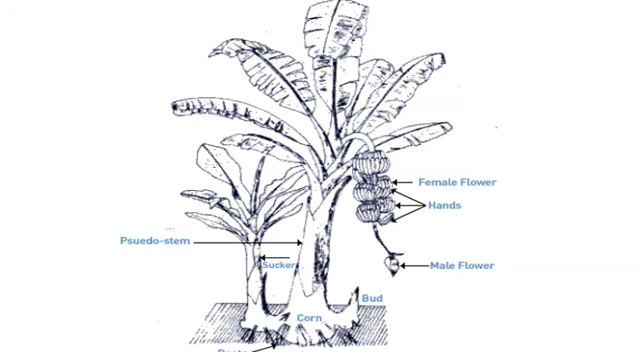 Female Flower
Hands
Psuedo-stem
Sucker
Male Flower
Bud
Corn